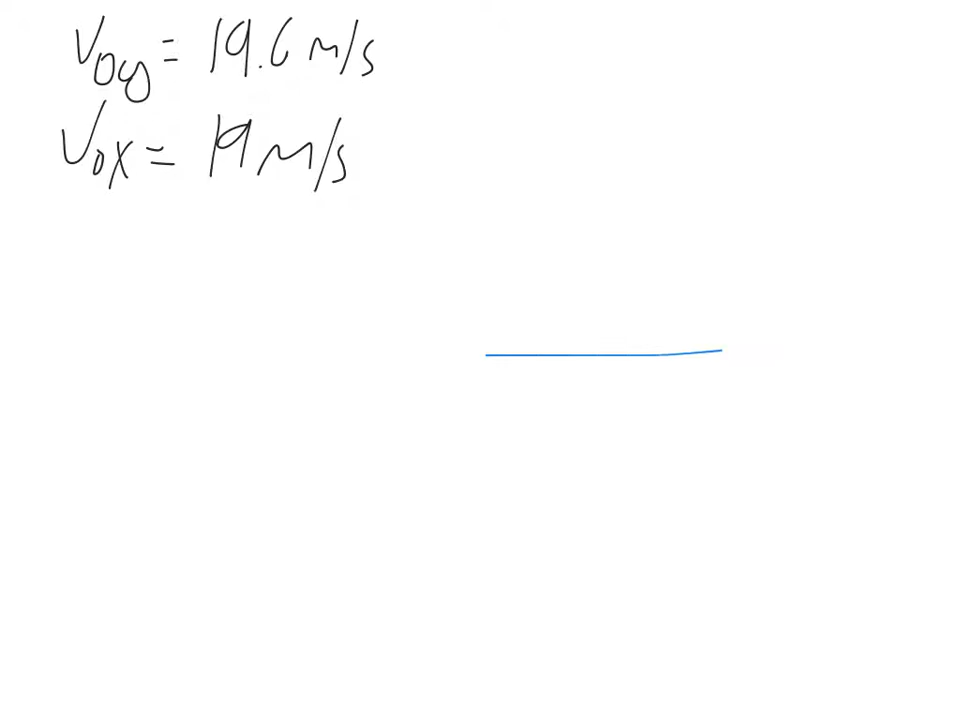 V0y = 19.6 m/s
V0x = 19 m/s